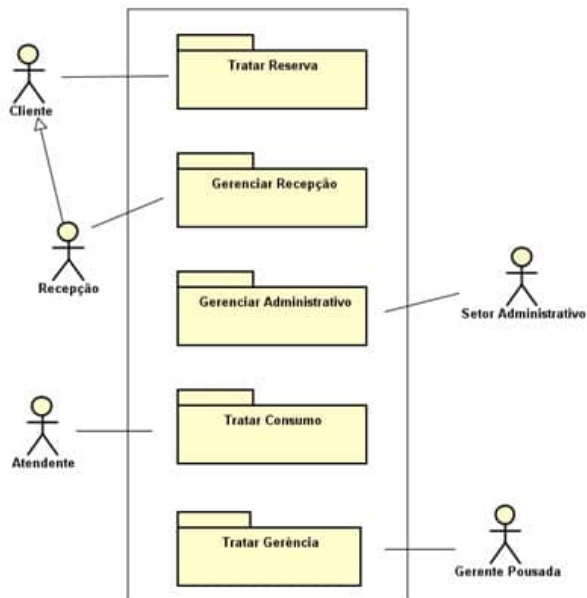 Tratar Reserva
Cliente
Gerenciar Recepção
Recepção
Gerenciar Administrativo
Setor Administrativo
Tratar Consumo
Atendente
Tratar Gerência
Gerente Pousada